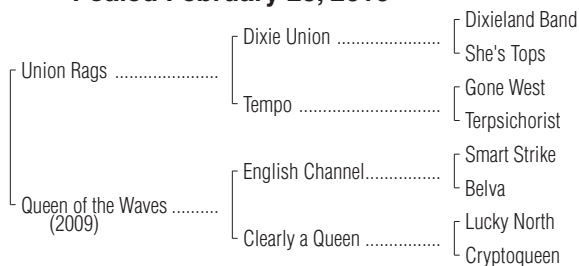 Foaled February 20, 2016
Dixieland Band
Dixie Union
She's Tops
Union Rags
Gone West
Tempo
Terpsichorist
Smart Strike
English Channel
Belva
Queen of the Waves
(2009)
Lucky North
Clearly a Queen
Cryptoqueen